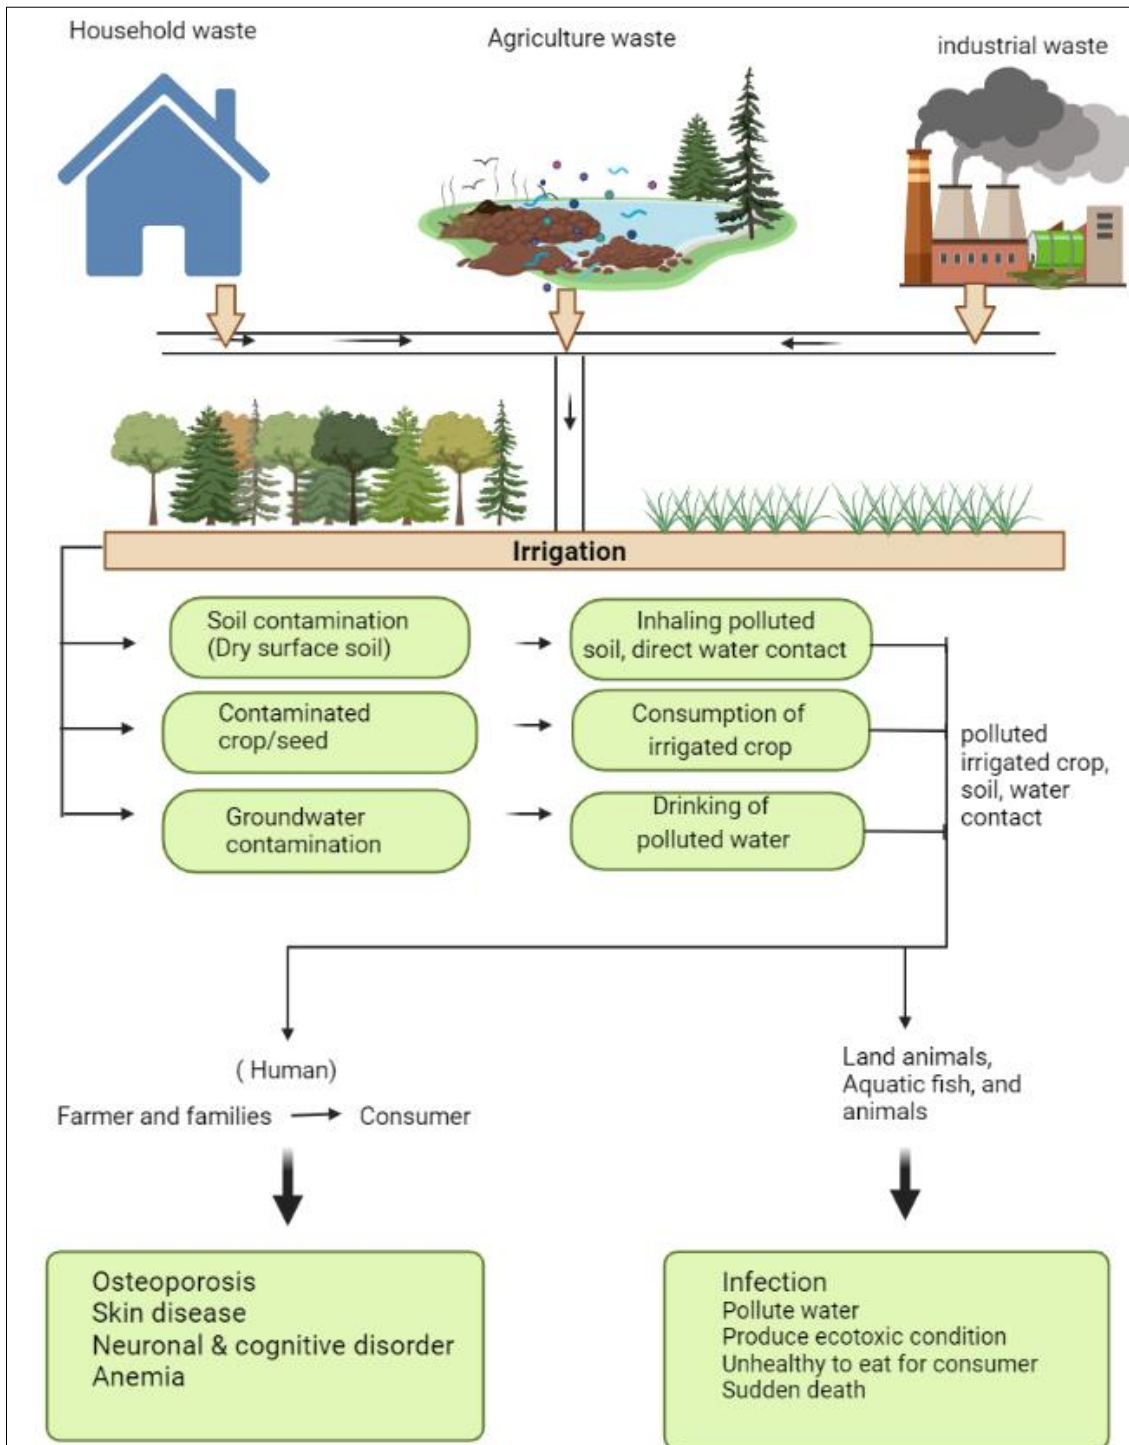 Household waste
Agriculture waste
industrial waste
Irrigation
Soil contamination
(Dry surface soil)
Inhaling polluted
soil, direct water contact
Contaminated
crop/seed
Consumption of
irrigated crop
Groundwater
contamination
Drinking of
polluted water
polluted
irrigated crop,
soil, water
contact
( Human)
Farmer and families
Consumer
Land animals,
Aquatic fish, and
animals
Osteoporosis
Skin disease
Neuronal & cognitive disorder
Anemia
Infection
Pollute water
Produce ecotoxic condition
Unhealthy to eat for consumer
Sudden death